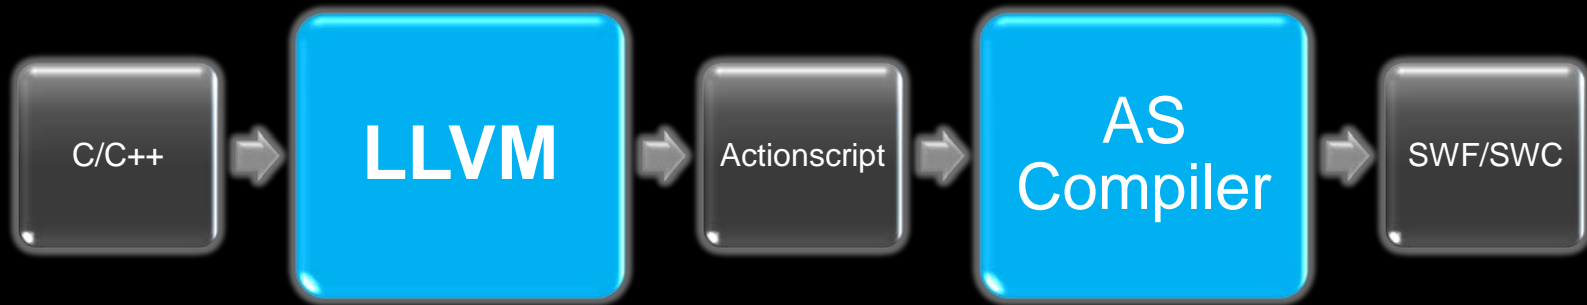 C/C++
LLVM
Actionscript
AS
Compiler
SWF/SWC